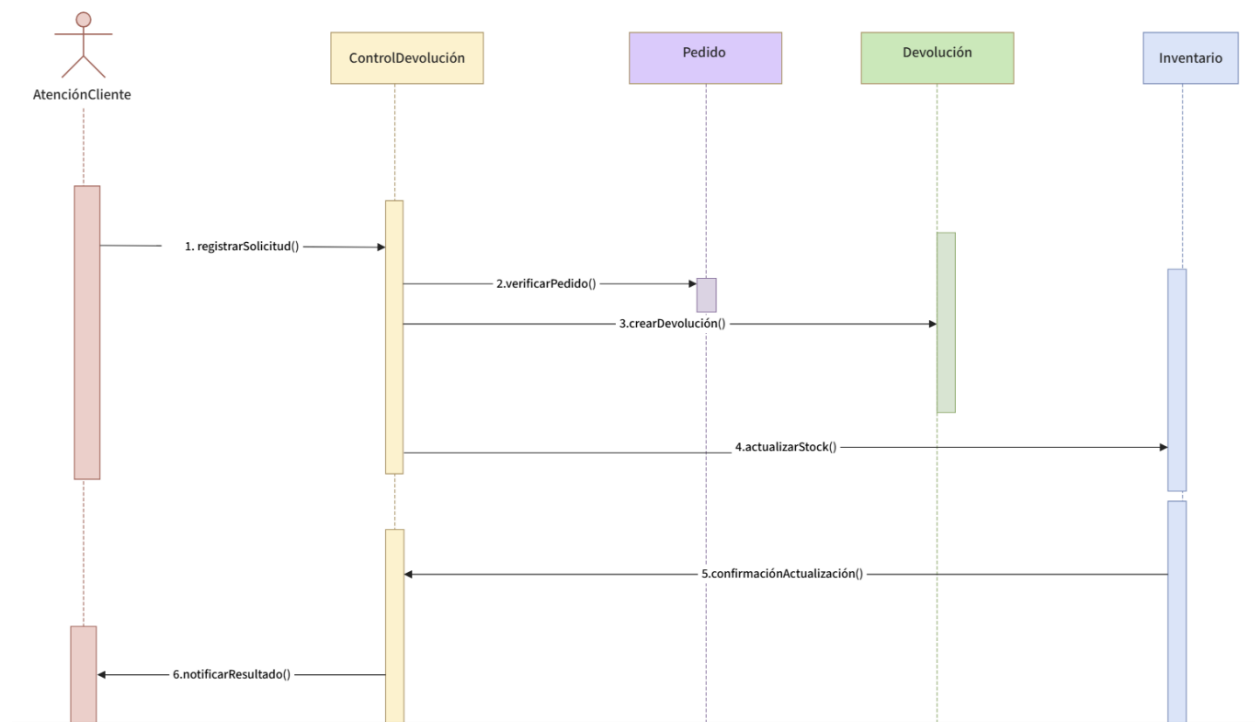 AtenciónCliente
ControlDevolución
Pedido
Devolución
Inventario
1. registrarSolicitud()
2.verificarPedido()
3.crearDevolución()
4.actualizarStock()
5.confirmaciónActualización()
6.notificarResultado()